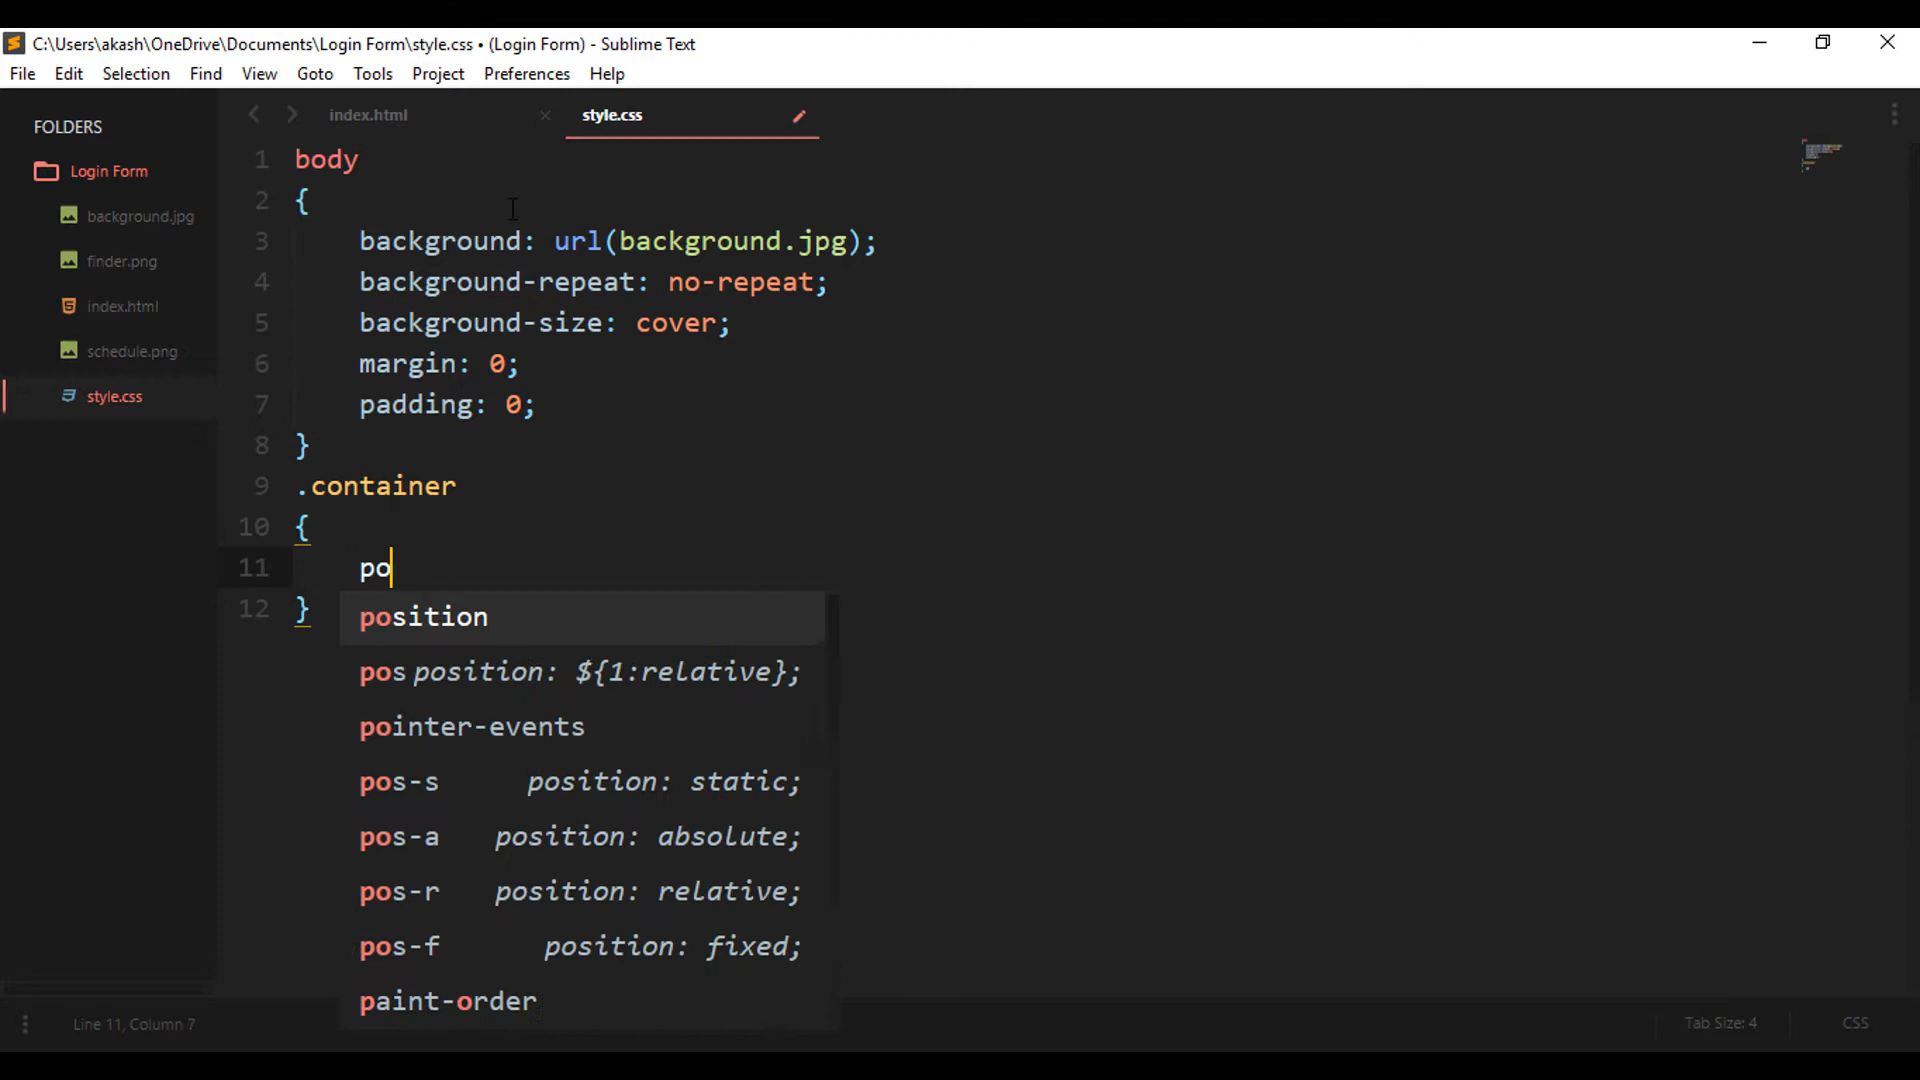 C:\Users\akash\OneDrive\Documents\Login Form\style.css • (Login Form) - Sublime Text
File Edit Selection Find View Goto Tools Project Preferences Help
FOLDERS
Login Form
background.jpg
finder.png
index.html
schedule.png
style.css
index.html style.css
1 body
2 {
3 background: url(background.jpg);
4 background-repeat: no-repeat;
5 background-size: cover;
6 margin: 0;
7 padding: 0;
8 }
9 .container
10 {
11 po
12 }
position
pos position: ${1:relative};
pointer-events
pos-s position: static;
pos-a position: absolute;
pos-r position: relative;
pos-f position: fixed;
paint-order
Line 11, Column 7
Tab Size: 4
CSS